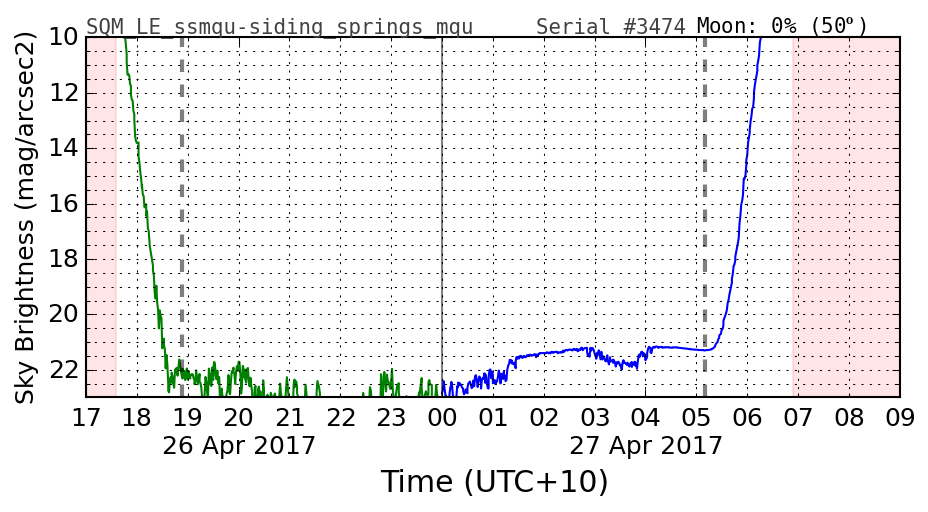 SQM_LE_ssmqu-siding_springs_mqu Serial #3474 Moon: 0% (50°)
Sky Brightness (mag/arcsec2)
10
12
14
16
18
20
22
17 18 19 20 21 22 23 00 01 02 03 04 05 06 07 08 09
26 Apr 2017 27 Apr 2017
Time (UTC+10)